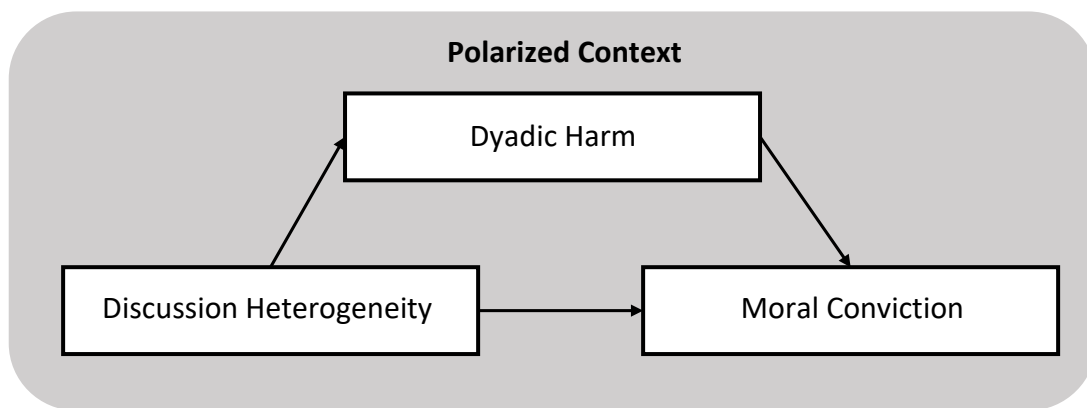 Polarized Context
Dyadic Harm
Discussion Heterogeneity
Moral Conviction